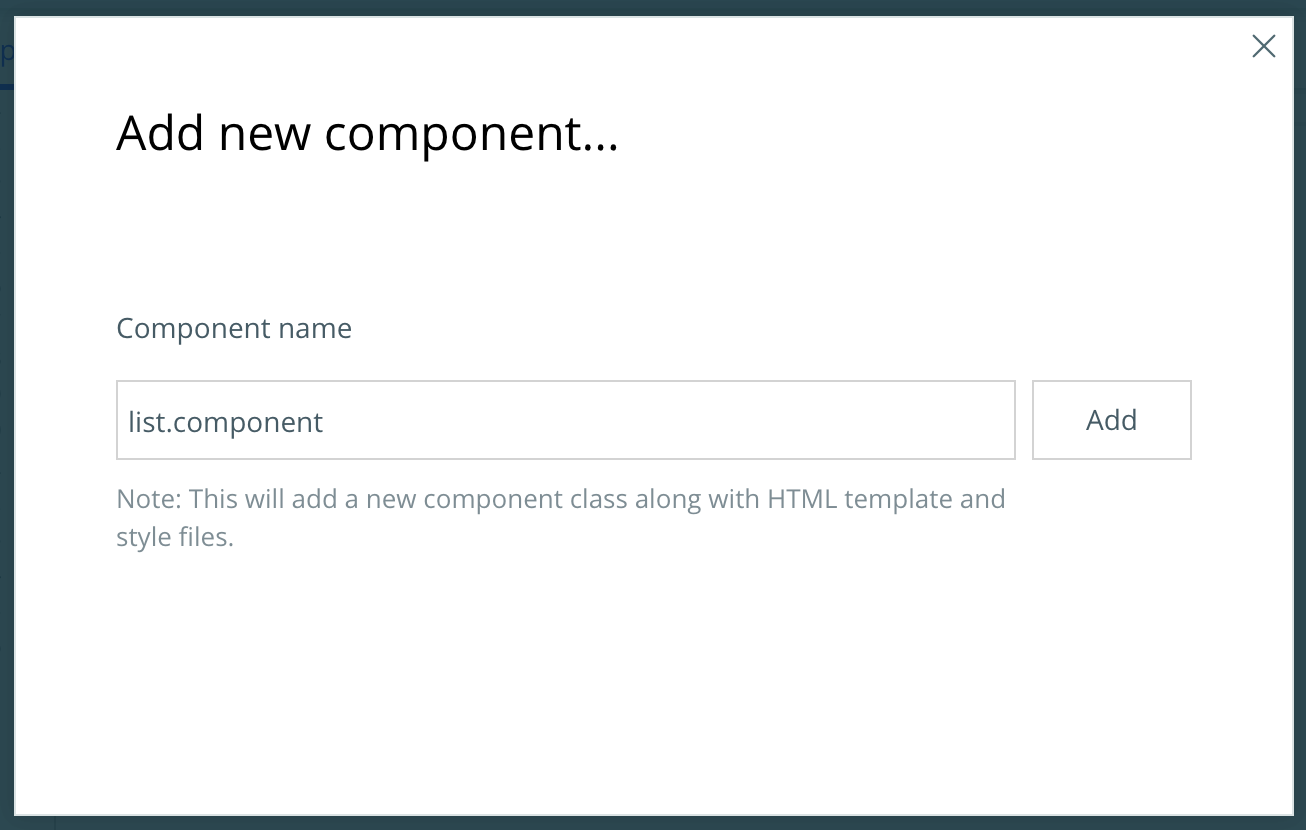 Add new component...
Component name
list.component
Add
Note: This will add a new component class along with HTML template and
style files.